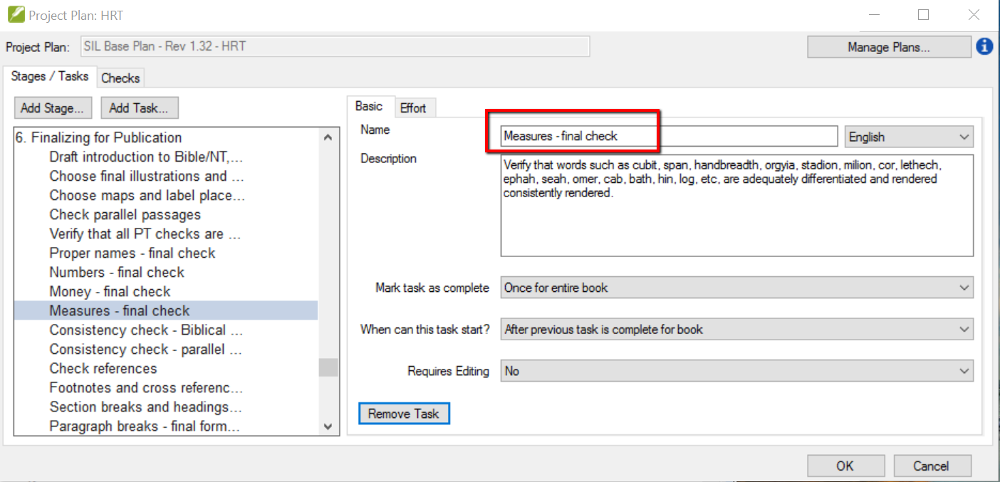 Project Plan: HRT
Project Plan: SIL Base Plan - Rev 1.32 - HRT Manage Plans...
Stages / Tasks Checks
Add Stage... Add Task...
6. Finalizing for Publication
Draft introduction to Bible/NT,...
Choose final illustrations and ...
Choose maps and label place...
Check parallel passages
Verify that all PT checks are ...
Proper names - final check
Numbers - final check
Money - final check
Measures - final check
Consistency check - Biblical ...
Consistency check - parallel ...
Check references
Footnotes and cross referenc...
Section breaks and headings...
Paragraph breaks - final form...
Basic Effort
Name Measures - final check English
Description
Verify that words such as cubit, span, handbreadth, orgyia, stadion, milion, cor, lethech,
ephah, seah, omer, cab, bath, hin, log, etc, are adequately differentiated and rendered
consistently rendered.
Mark task as complete Once for entire book
When can this task start? After previous task is complete for book
Requires Editing No
Remove Task
OK Cancel